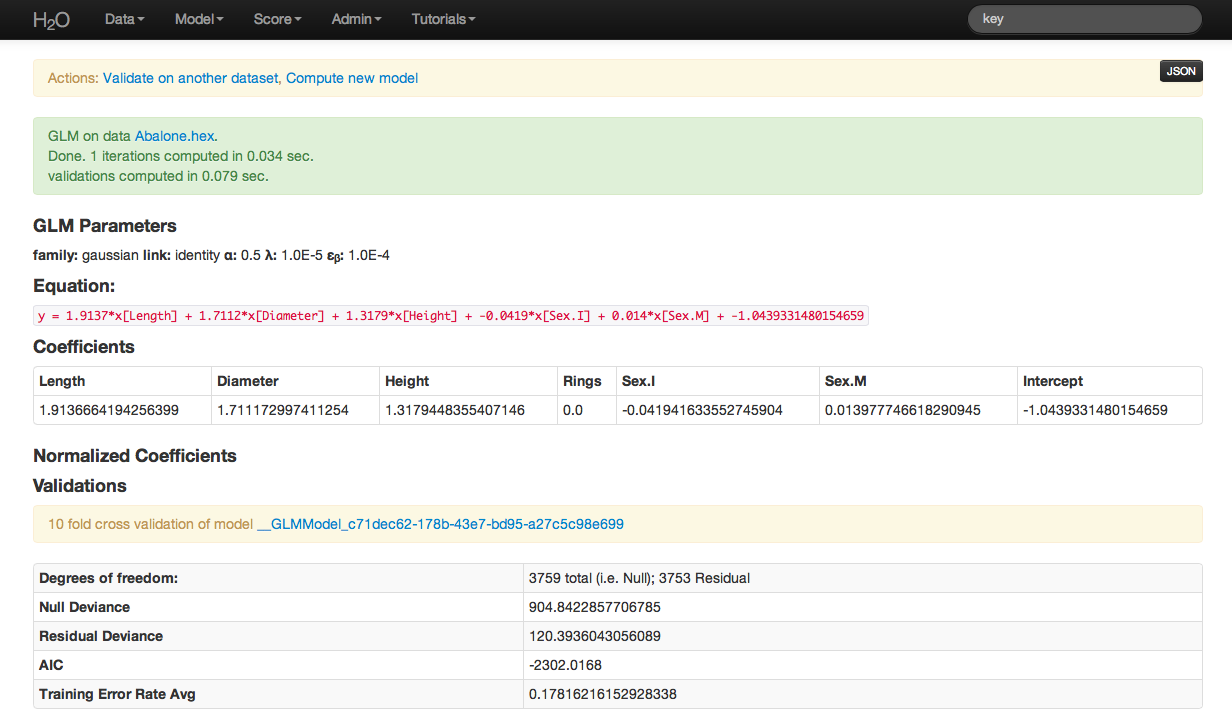 H2O Data Model Score Admin Tutorials key
Actions: Validate on another dataset, Compute new model JSON
GLM on data Abalone.hex.
Done. 1 iterations computed in 0.034 sec.
validations computed in 0.079 sec.
GLM Parameters
family: gaussian link: identity α: 0.5 λ: 1.0E-5 εβ: 1.0E-4
Equation:
y = 1.9137*x[Length] + 1.7112*x[Diameter] + 1.3179*x[Height] + -0.0419*x[Sex.I] + 0.014*x[Sex.M] + -1.0439331480154659
Coefficients
Length Diameter Height Rings Sex.I Sex.M Intercept
1.9136664194256399 1.711172997411254 1.3179448355407146 0.0 -0.041941633552745904 0.013977746618290945 -1.0439331480154659
Normalized Coefficients
Validations
10 fold cross validation of model __GLMModel_c71dec62-178b-43e7-bd95-a27c5c98e699
Degrees of freedom: 3759 total (i.e. Null); 3753 Residual
Null Deviance 904.8422857706785
Residual Deviance 120.3936043056089
AIC -2302.0168
Training Error Rate Avg 0.17816216152928338